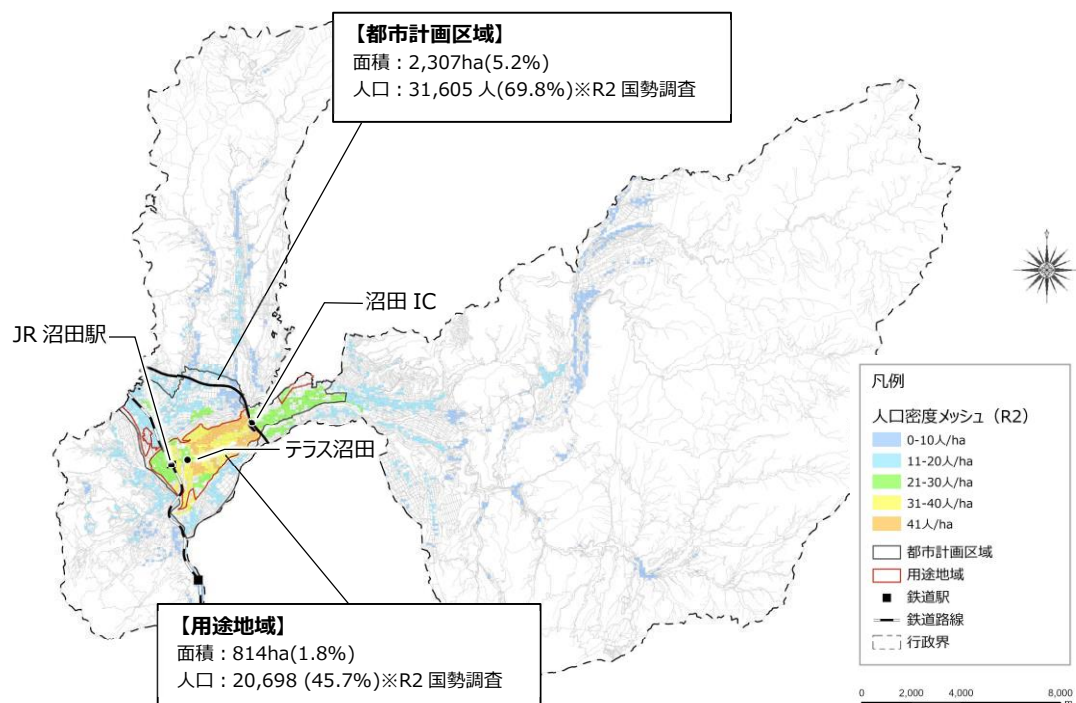 【都市計画区域】
面積：2,307ha(5.2%)
人口：31,605 人(69.8%)※R2 国勢調査
沼田 IC
JR 沼田駅
テラス沼田
【用途地域】
面積：814ha(1.8%)
人口：20,698 (45.7%)※R2 国勢調査
凡例
人口密度メッシュ（R2）
0-10人/ha
11-20人/ha
21-30人/ha
31-40人/ha
41人/ha
都市計画区域
用途地域
鉄道駅
鉄道路線
行政界
0 2,000 4,000 8,000
m